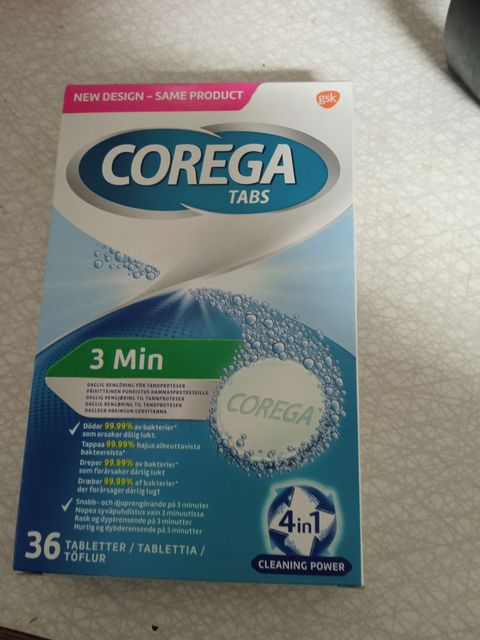 NEW DESIGN – SAME PRODUCT
gsk
COREGA
TABS
3 Min
DAGLIG RENGÖRING FÖR TANDPROTESER
PÄIVITTÄINEN PUHDISTUS HAMMASPROTEESEILLE
DAGLIG RENGJØRING TIL TANNPROTESER
DAGLIG RENGØRING TIL TANDPROTESER
DAGLEGA HREINSUN GERVITANNA
COREGA
Dödar 99.99% av bakterier*
som orsakar dålig lukt.
Tappaa 99.99% hajua aiheuttavista
bakteereista*
Dreper 99.99% av bakterier*
som forårsaker dårlig lukt.
Dræber 99.99% af bakterier*
der forårsager dårlig lugt
Snabb- och djuprengörande på 3 minuter
Nopea syväpuhdistus vain 3 minuutissa
Rask og dyptrensende på 3 minutter
Hurtig og dybderensende på 3 minutter
4in1
CLEANING POWER
36 TABLETTER / TABLETTIA /
TÖFLUR